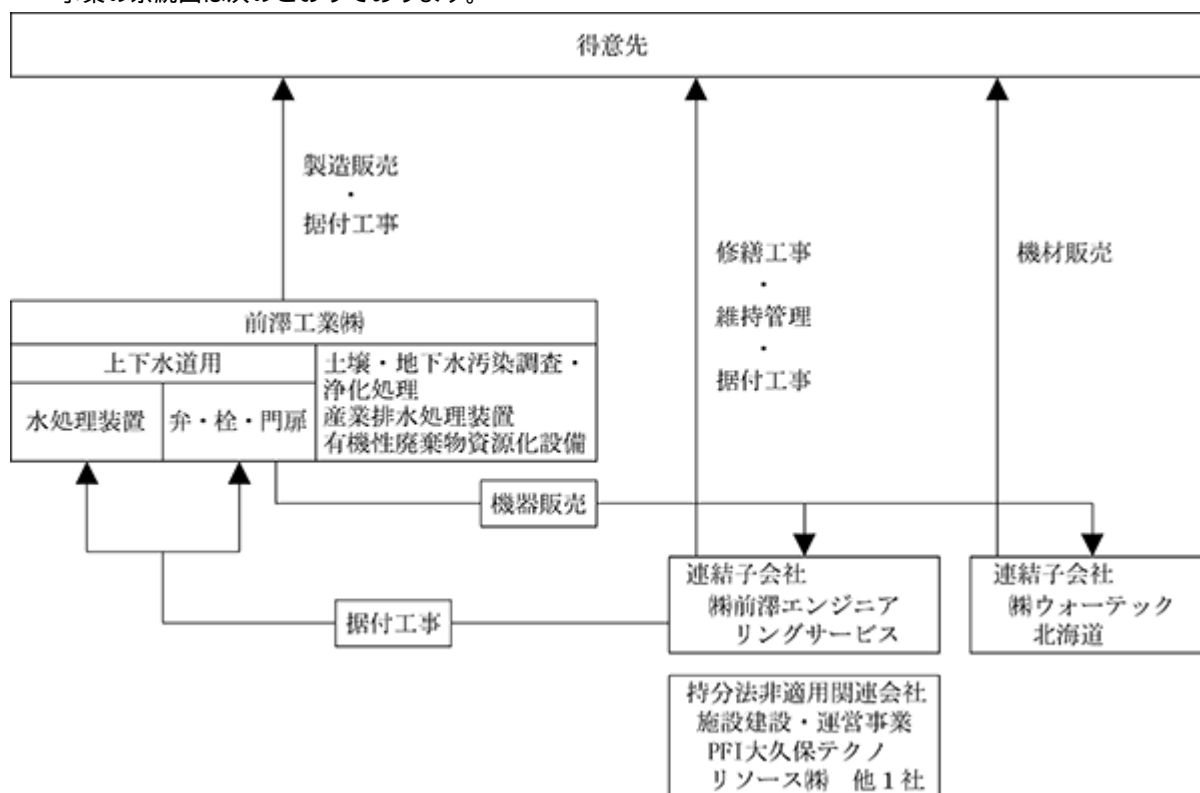 事業の系統図は次のとおりであります。
得意先
製造販売
・
据付工事
修繕工事
・
維持管理
・
据付工事
機材販売
前澤工業㈱
上下水道用
水処理装置
弁・栓・門扉
土壌・地下水汚染調査・
浄化処理
産業排水処理装置
有機性廃棄物資源化設備
機器販売
据付工事
連結子会社
㈱前澤エンジニア
リングサービス
連結子会社
㈱ウォーテック
北海道
持分法非適用関連会社
施設建設・運営事業
PFI大久保テクノ
リソース㈱ 他1社